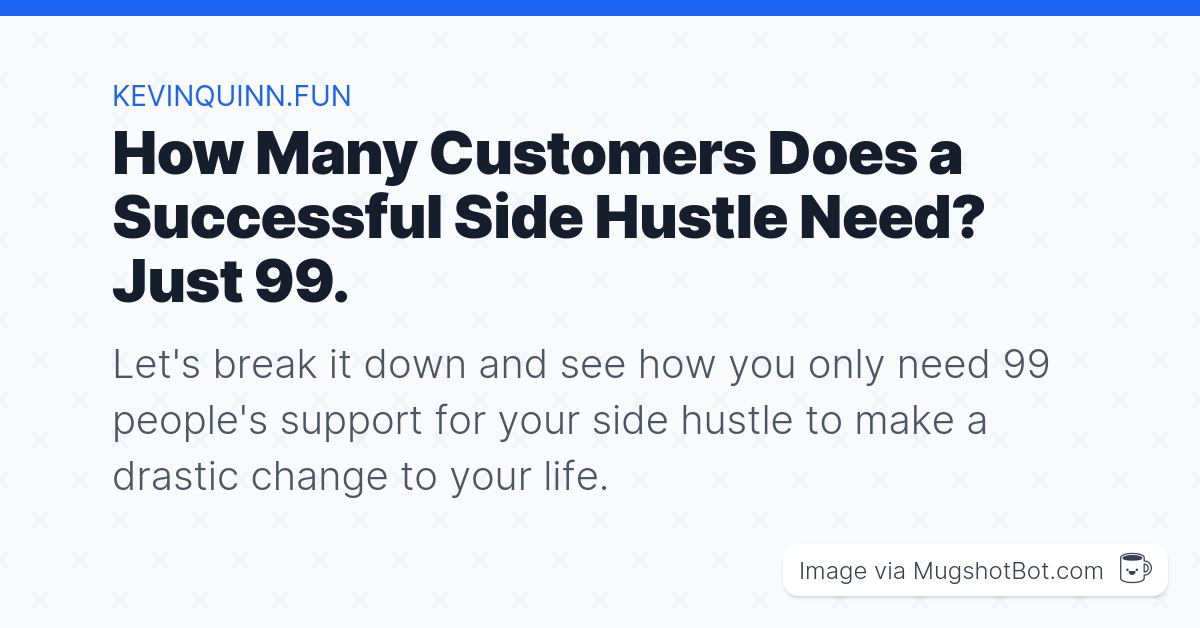 KEVINQUINN.FUN
How Many Customers Does a
Successful Side Hustle Need?
Just 99.
Let's break it down and see how you only need 99
people's support for your side hustle to make a
drastic change to your life.
Image via MugshotBot.com